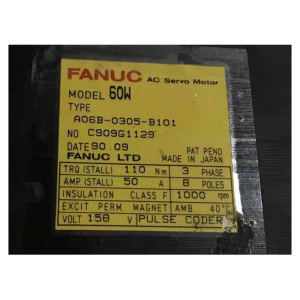 FANUC AC Servo Motor
MODEL 60W
TYPE
A06B-0305-B101
NO C909G1129
DATE 90.09 PAT PEND
FANUC LTD MADE IN JAPAN
TRQ (STALL) 110 Nm 3 PHASE
AMP (STALL) 50 A 8 POLES
INSULATION CLASS F 1000 rpm
EXCIT PERM. MAGNET AMB 40℃
VOLT 158 V PULSE CODER